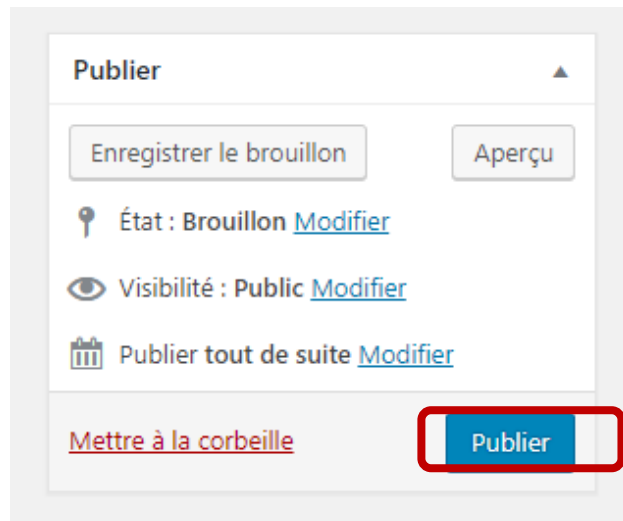 Publier
Enregistrer le brouillon Aperçu
État : Brouillon Modifier
Visibilité : Public Modifier
Publier tout de suite Modifier
Mettre à la corbeille Publier